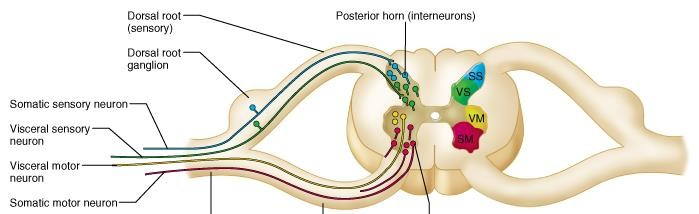 Dorsal root
(sensory)
Posterior horn (interneurons)
Dorsal root
ganglion
Somatic sensory neuron
Visceral sensory
neuron
Visceral motor
neuron
Somatic motor neuron
SS
VS
VM
SM